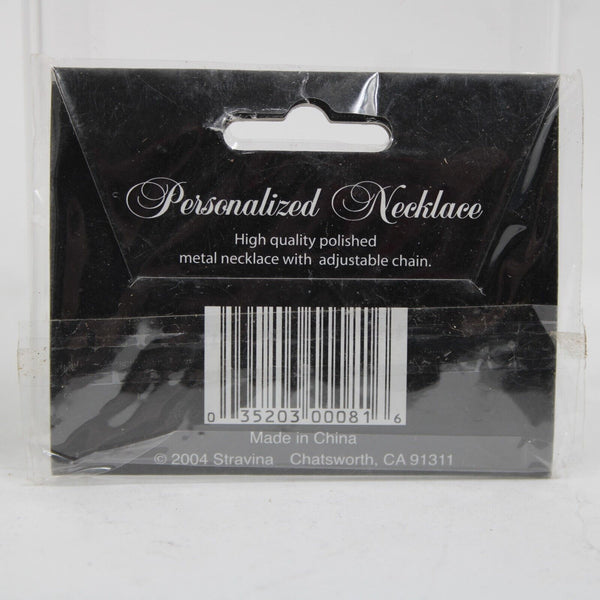 Personalized Necklace
High quality polished
metal necklace with adjustable chain.
0 35203 00081 6
Made in China
© 2004 Stravina Chatsworth, CA 91311